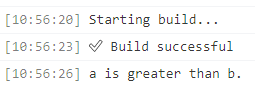 [10:56:20] Starting build...
[10:56:23] ✅ Build successful
[10:56:26] a is greater than b.